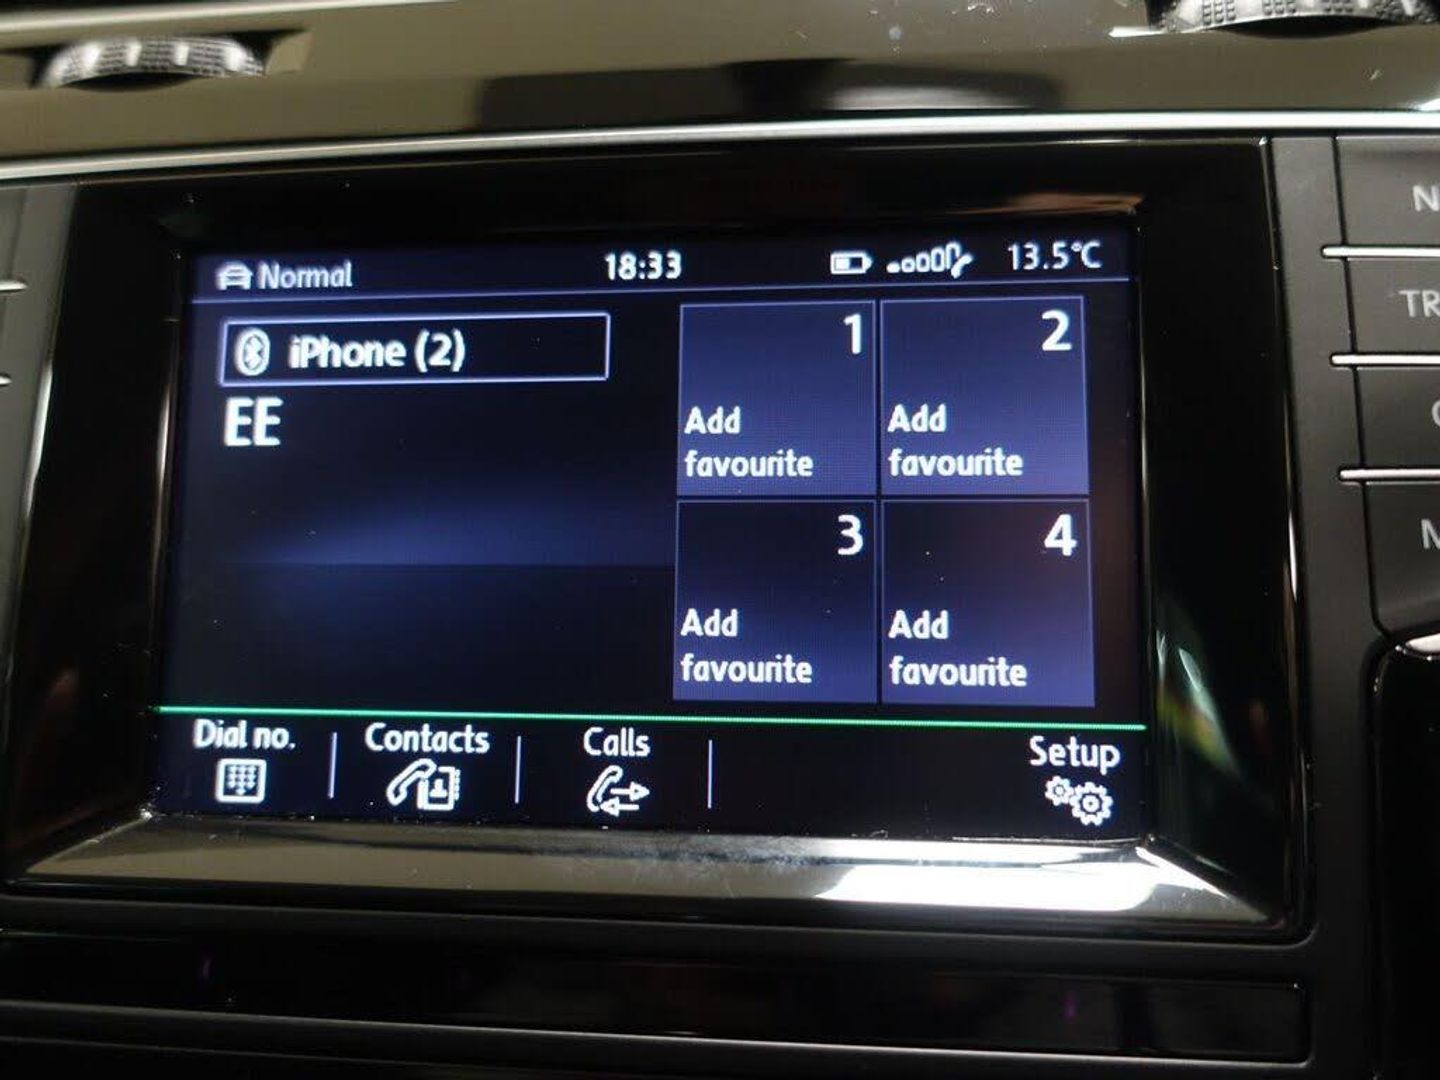 Normal
18:33
13.5°C
iPhone (2)
EE
1
Add
favourite
2
Add
favourite
3
Add
favourite
4
Add
favourite
Dial no.
Contacts
Calls
Setup